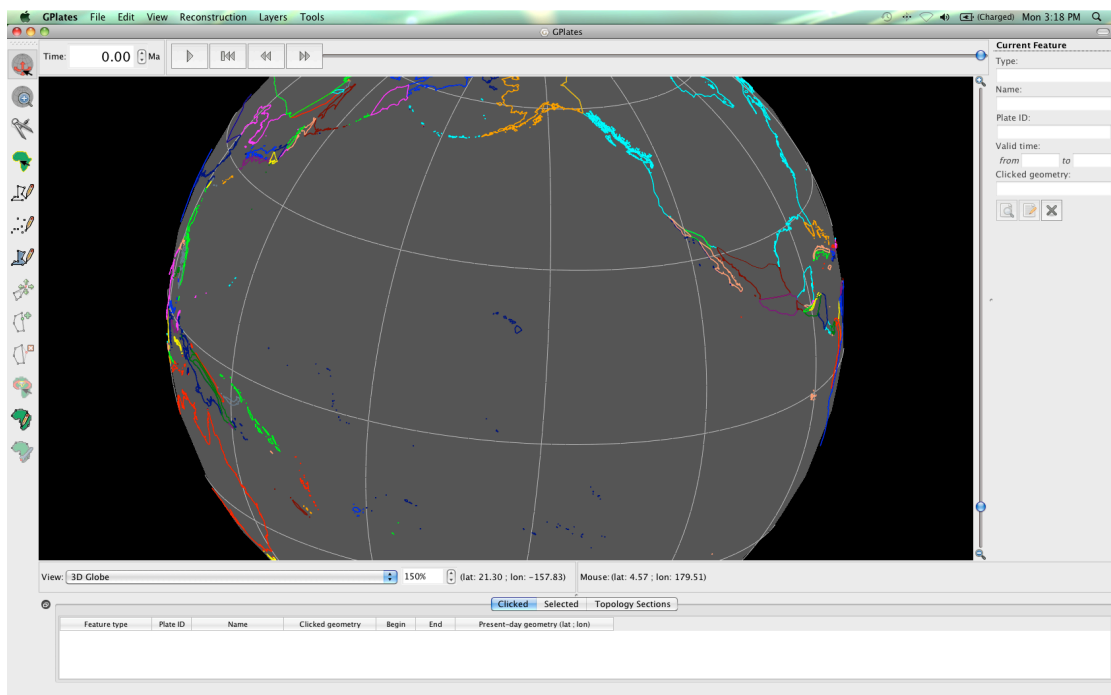 GPlates File Edit View Reconstruction Layers Tools (Charged) Mon 3:18 PM
GPlates
Time: 0.00 Ma
Current Feature
Type:
Name:
Plate ID:
Valid time:
from to
Clicked geometry:
View: 3D Globe 150% (lat: 21.30 ; lon: -157.83) Mouse: (lat: 4.57 ; lon: 179.51)
Clicked Selected Topology Sections
Feature type Plate ID Name Clicked geometry Begin End Present-day geometry (lat ; lon)